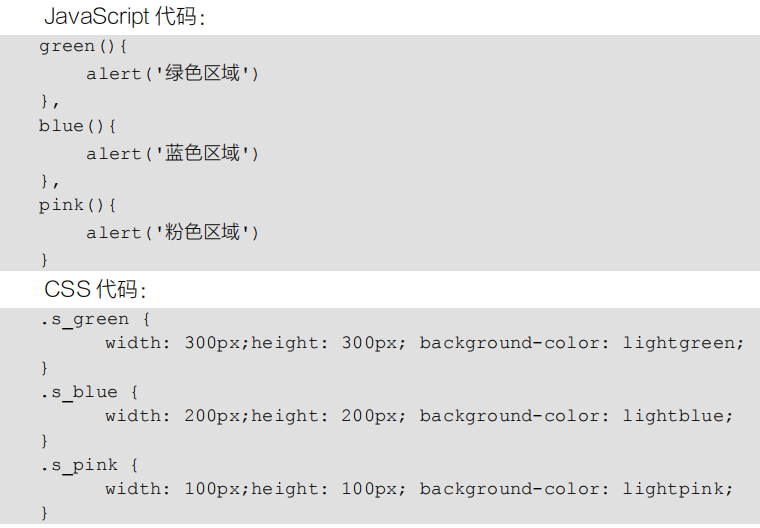 JavaScript 代码：
green(){
    alert('绿色区域')
},
blue(){
    alert('蓝色区域')
},
pink(){
    alert('粉色区域')
}
CSS 代码：
.s_green {
      width: 300px;height: 300px; background-color: lightgreen;
}
.s_blue {
      width: 200px;height: 200px; background-color: lightblue;
}
.s_pink {
      width: 100px;height: 100px; background-color: lightpink;
}